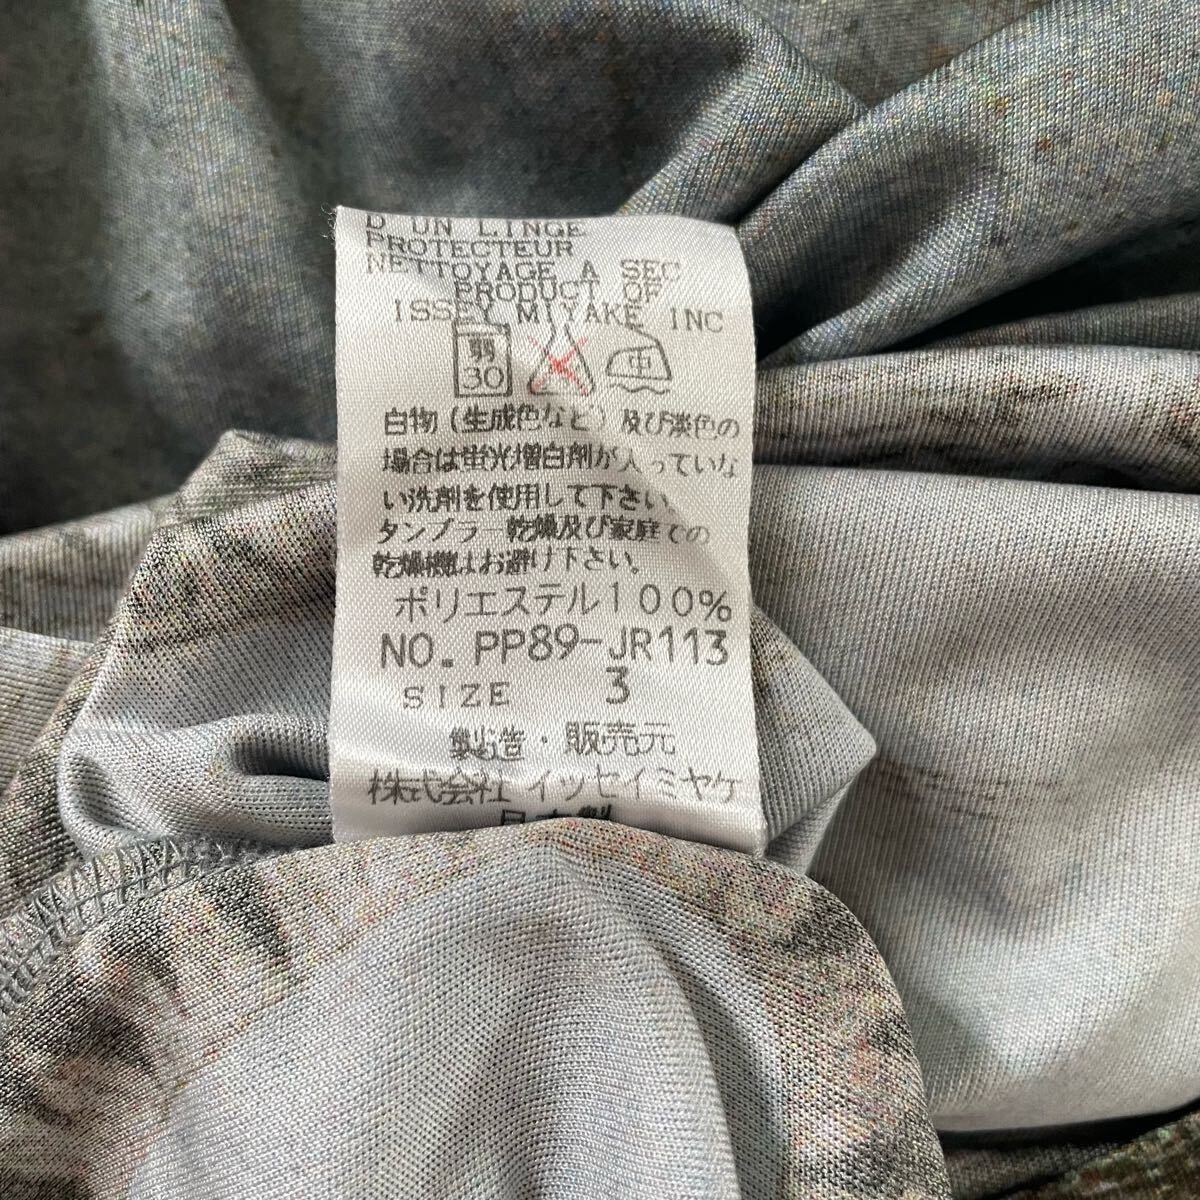 D'UN LINGE
PROTECTEUR
NETTOYAGE A SEC
PRODUCT OF
ISSEY MIYAKE INC
弱
30
中
白物(生成色など)及び淡色の
場合は蛍光増白剤が入っていな
い洗剤を使用して下さい。
タンブラー乾燥及び家庭での
乾燥機はお避け下さい。
ポリエステル100%
NO. PP89-JR113
SIZE 3
製造・販売元
株式会社イッセイミヤケ
日本製